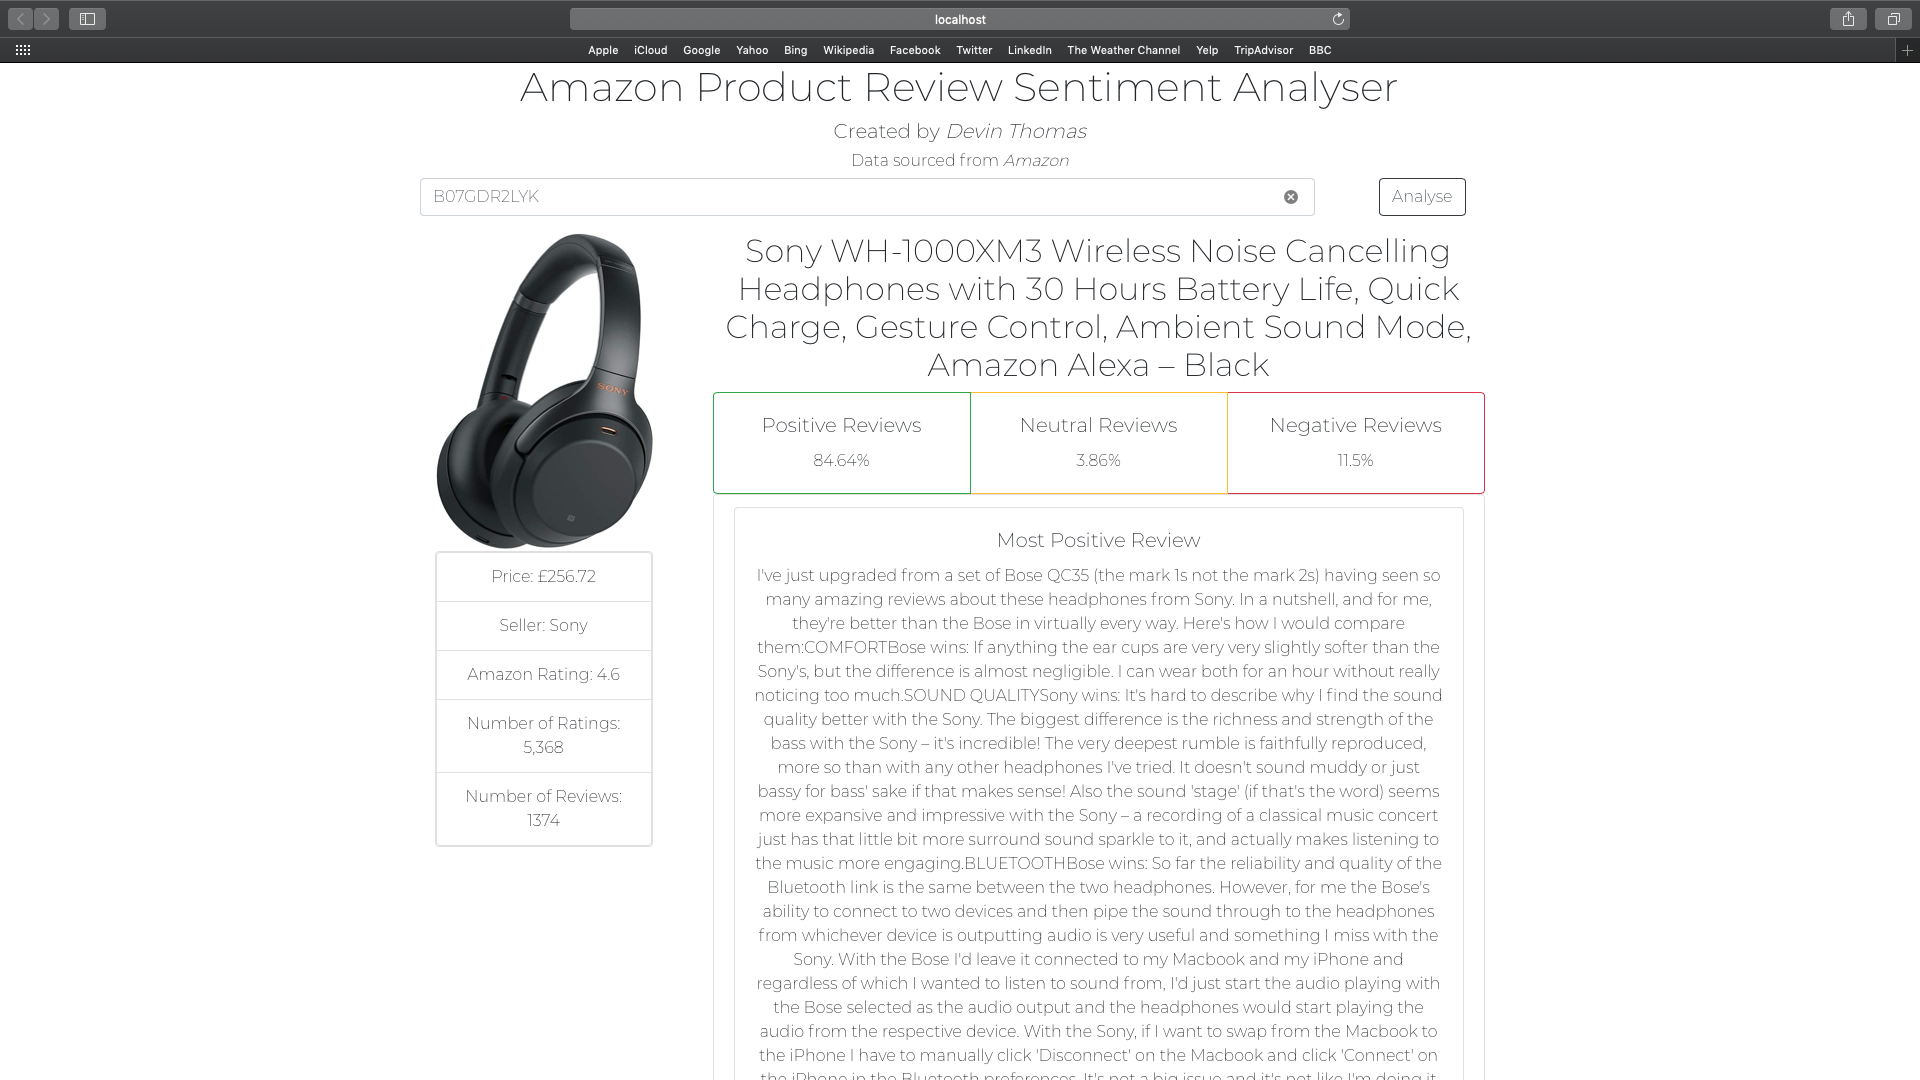 localhost
Apple iCloud Google Yahoo Bing Wikipedia Facebook Twitter LinkedIn The Weather Channel Yelp TripAdvisor BBC
Amazon Product Review Sentiment Analyser
Created by Devin Thomas
Data sourced from Amazon
B07GDR2LYK
Analyse
SONY
Price: £256.72
Seller: Sony
Amazon Rating: 4.6
Number of Ratings:
5,368
Number of Reviews:
1374
Sony WH-1000XM3 Wireless Noise Cancelling
Headphones with 30 Hours Battery Life, Quick
Charge, Gesture Control, Ambient Sound Mode,
Amazon Alexa – Black
Positive Reviews
84.64%
Neutral Reviews
3.86%
Negative Reviews
11.5%
Most Positive Review
I've just upgraded from a set of Bose QC35 (the mark 1s not the mark 2s) having seen so
many amazing reviews about these headphones from Sony. In a nutshell, and for me,
they're better than the Bose in virtually every way. Here's how I would compare
them:COMFORTBose wins: If anything the ear cups are very very slightly softer than the
Sony's, but the difference is almost negligible. I can wear both for an hour without really
noticing too much.SOUND QUALITYSony wins: It's hard to describe why I find the sound
quality better with the Sony. The biggest difference is the richness and strength of the
bass with the Sony – it's incredible! The very deepest rumble is faithfully reproduced,
more so than with any other headphones I've tried. It doesn't sound muddy or just
bassy for bass' sake if that makes sense! Also the sound 'stage' (if that's the word) seems
more expansive and impressive with the Sony – a recording of a classical music concert
just has that little bit more surround sound sparkle to it, and actually makes listening to
the music more engaging.BLUETOOTHBose wins: So far the reliability and quality of the
Bluetooth link is the same between the two headphones. However, for me the Bose's
ability to connect to two devices and then pipe the sound through to the headphones
from whichever device is outputting audio is very useful and something I miss with the
Sony. With the Bose I'd leave it connected to my Macbook and my iPhone and
regardless of which I wanted to listen to sound from, I'd just start the audio playing with
the Bose selected as the audio output and the headphones would start playing the
audio from the respective device. With the Sony, if I want to swap from the Macbook to
the iPhone I have to manually click 'Disconnect' on the Macbook and click 'Connect' on
the iPhone in the Bluetooth preferences. It's not a big issue and it's not like I'm doing it